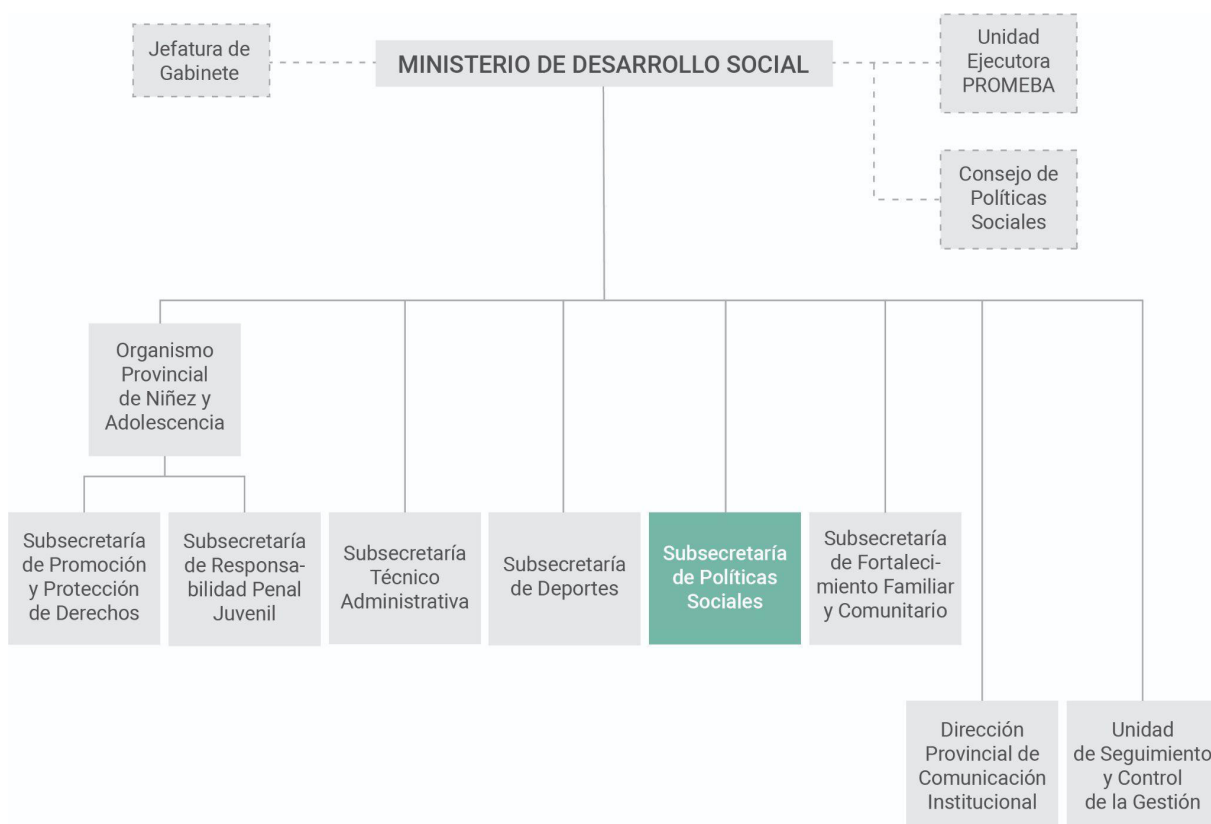 Jefatura de
Gabinete
MINISTERIO DE DESARROLLO SOCIAL
Unidad
Ejecutora
PROMEBA
Consejo de
Políticas
Sociales
Organismo
Provincial
de Niñez y
Adolescencia
Subsecretaría
de Promoción
y Protección
de Derechos
Subsecretaría
de Responsa-
bilidad Penal
Juvenil
Subsecretaría
Técnico
Administrativa
Subsecretaría
de Deportes
Subsecretaría
de Políticas
Sociales
Subsecretaría
de Fortaleci-
miento Familiar
y Comunitario
Dirección
Provincial de
Comunicación
Institucional
Unidad
de Seguimiento
y Control
de la Gestión